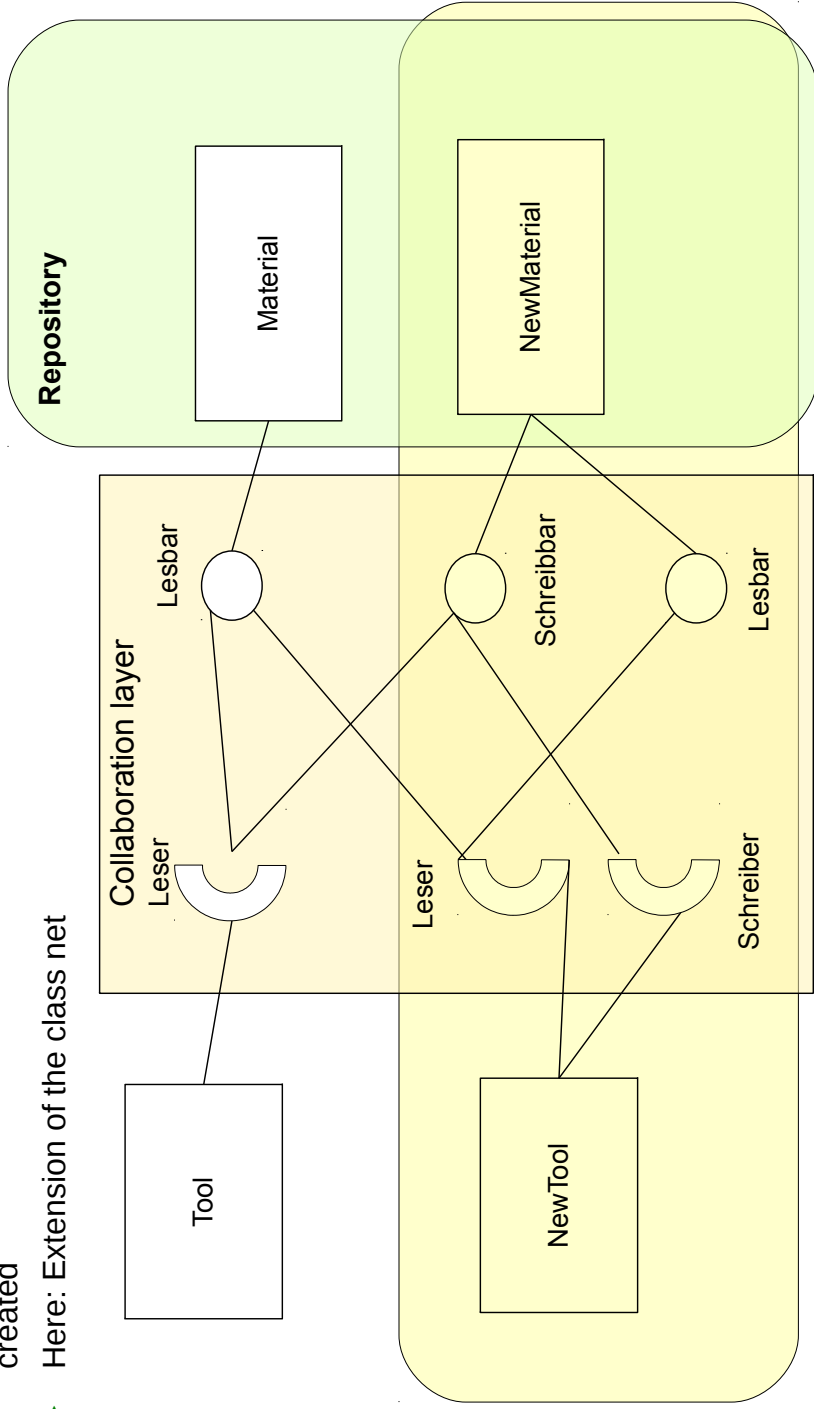 created
Here: Extension of the class net
Repository
Collaboration layer
Tool
Leser
Lesbar
Material
NewTool
Leser
Schreibbar
NewMaterial
Schreiber
Lesbar